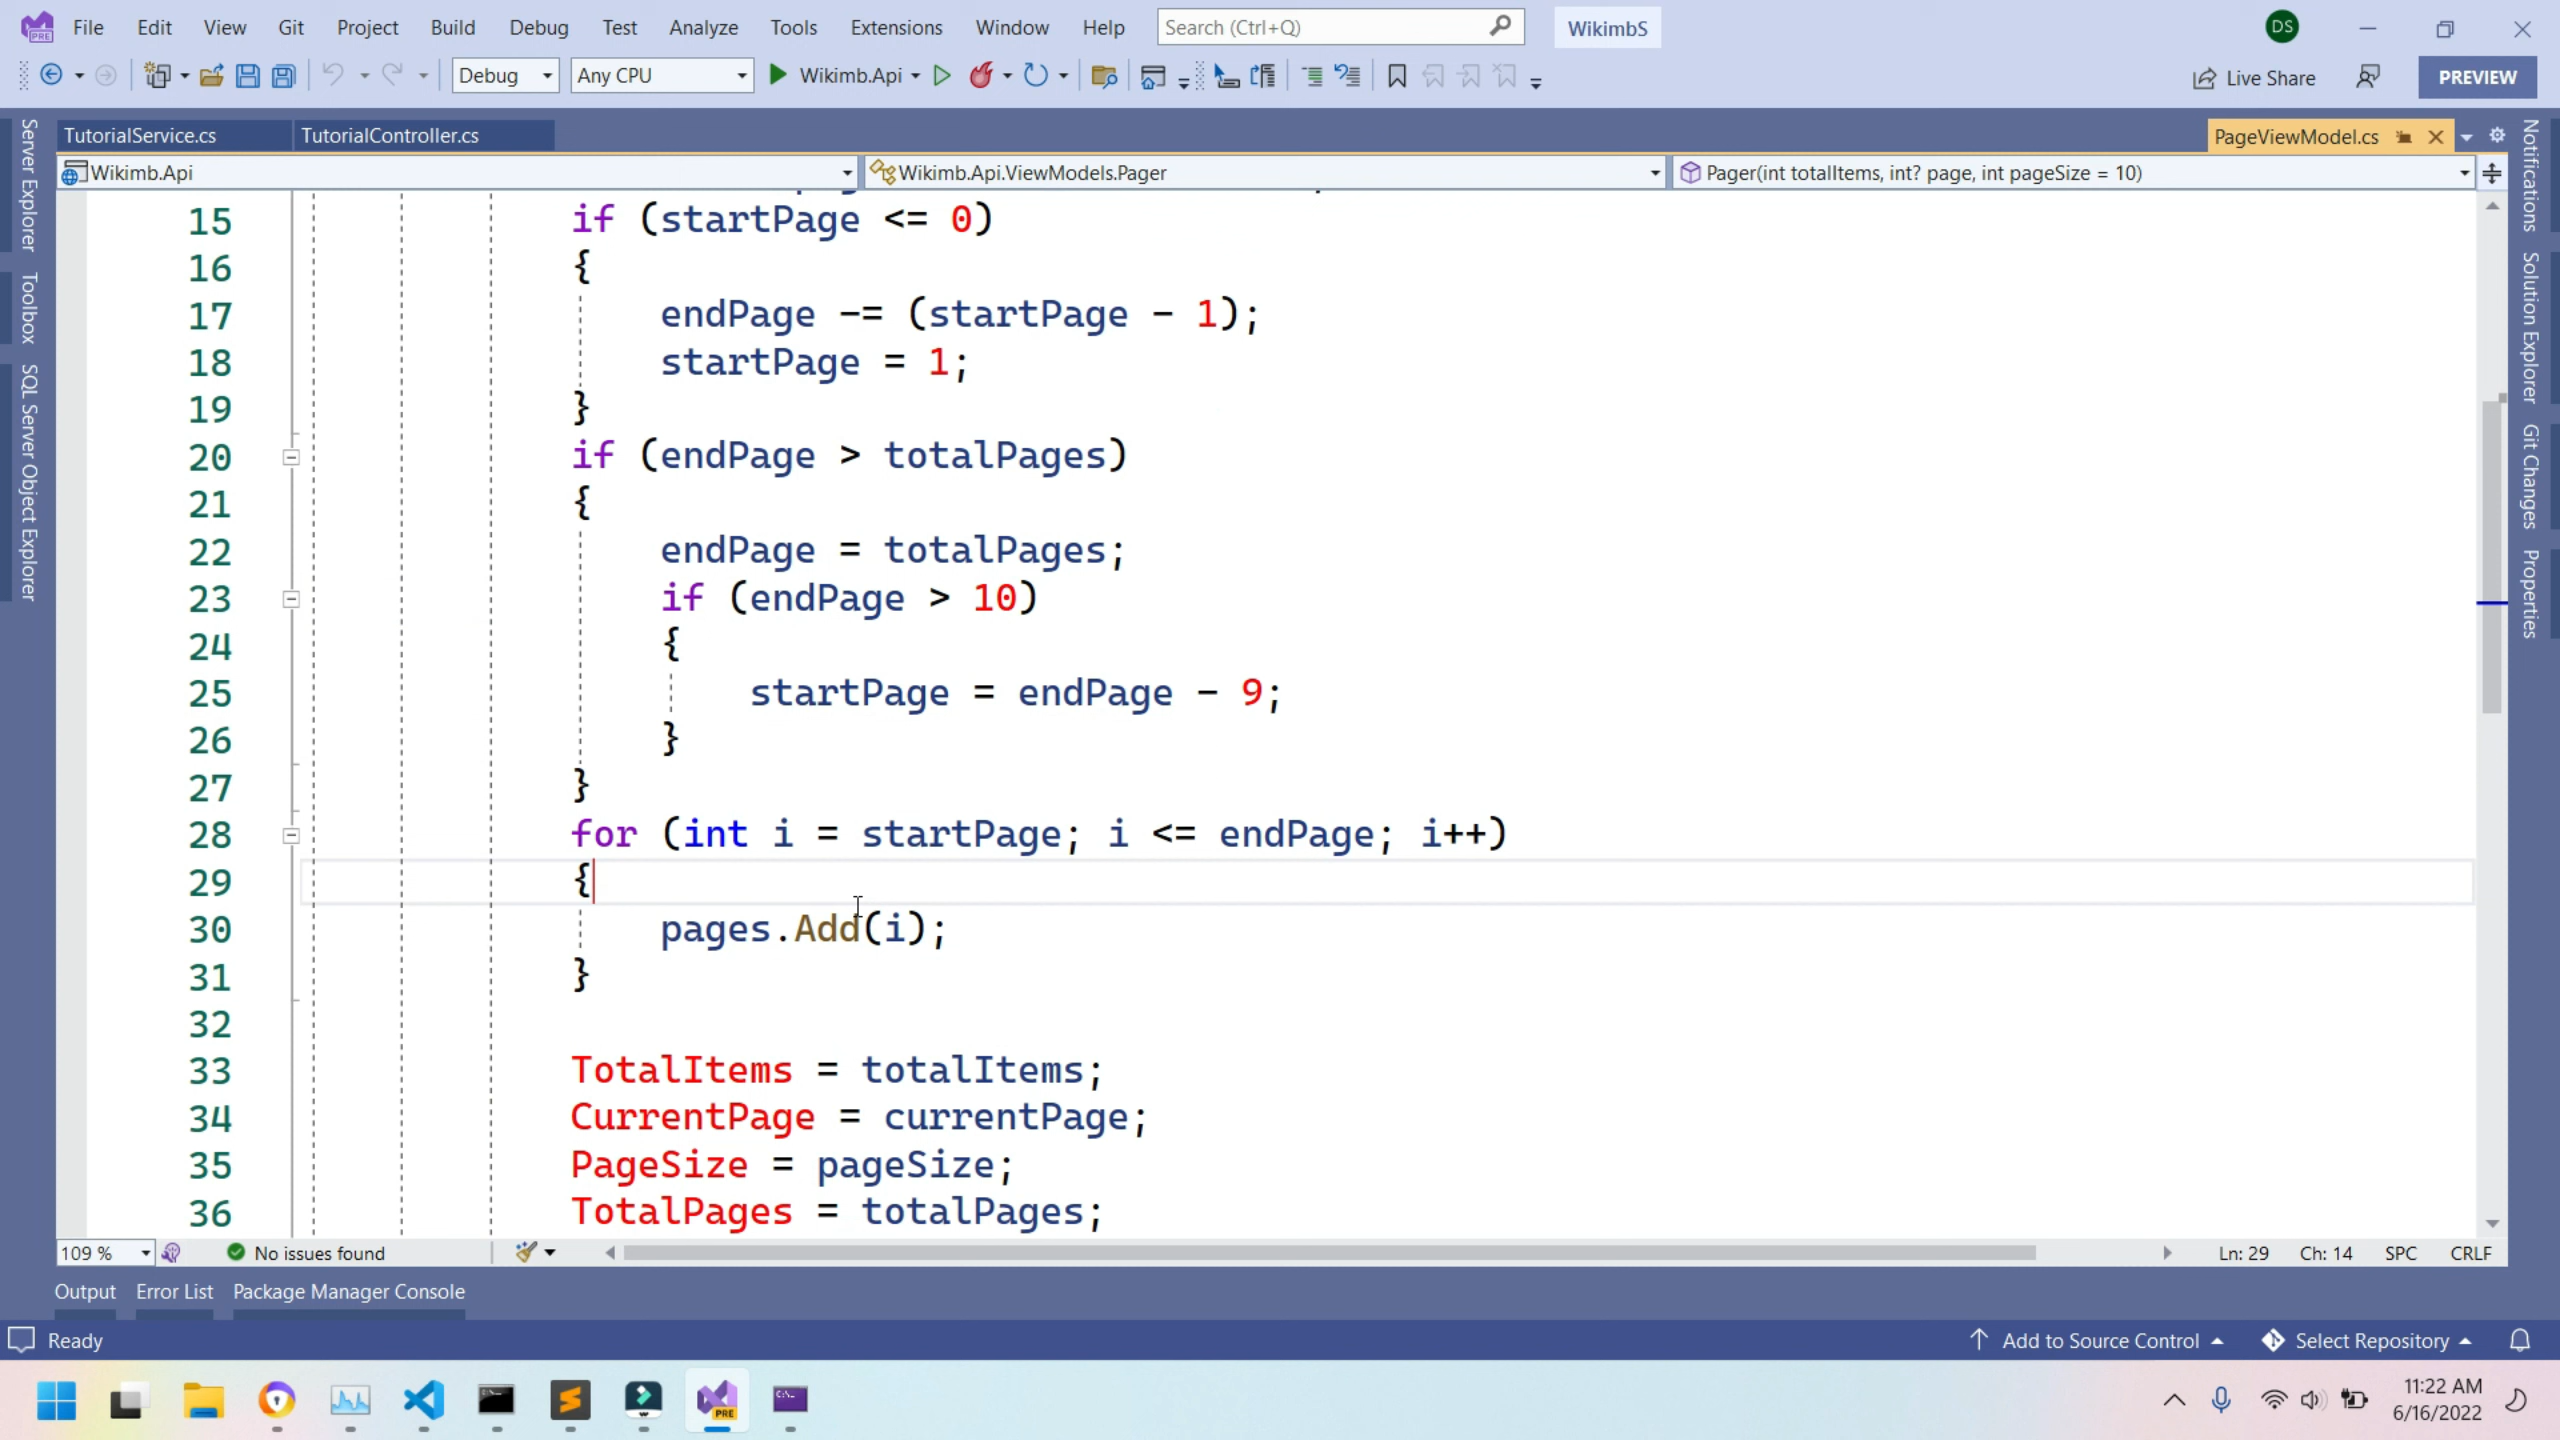 File Edit View Git Project Build Debug Test Analyze Tools Extensions Window Help Search (Ctrl+Q) WikimbS DS
Debug Any CPU Wikimb.Api Live Share PREVIEW
TutorialService.cs TutorialController.cs PageViewModel.cs
Wikimb.Api Wikimb.Api.ViewModels.Pager Pager(int totalItems, int? page, int pageSize = 10)
Server Explorer
Toolbox
SQL Server Object Explorer
15 if (startPage <= 0)
16 {
17 endPage -= (startPage - 1);
18 startPage = 1;
19 }
20 if (endPage > totalPages)
21 {
22 endPage = totalPages;
23 if (endPage > 10)
24 {
25 startPage = endPage - 9;
26 }
27 }
28 for (int i = startPage; i <= endPage; i++)
29 {
30 pages.Add(i);
31 }
32
33 TotalItems = totalItems;
34 CurrentPage = currentPage;
35 PageSize = pageSize;
36 TotalPages = totalPages;
Notifications
Solution Explorer
Git Changes
Properties
109 % No issues found Ln: 29 Ch: 14 SPC CRLF
Output Error List Package Manager Console
Ready Add to Source Control Select Repository
PRE
11:22 AM
6/16/2022